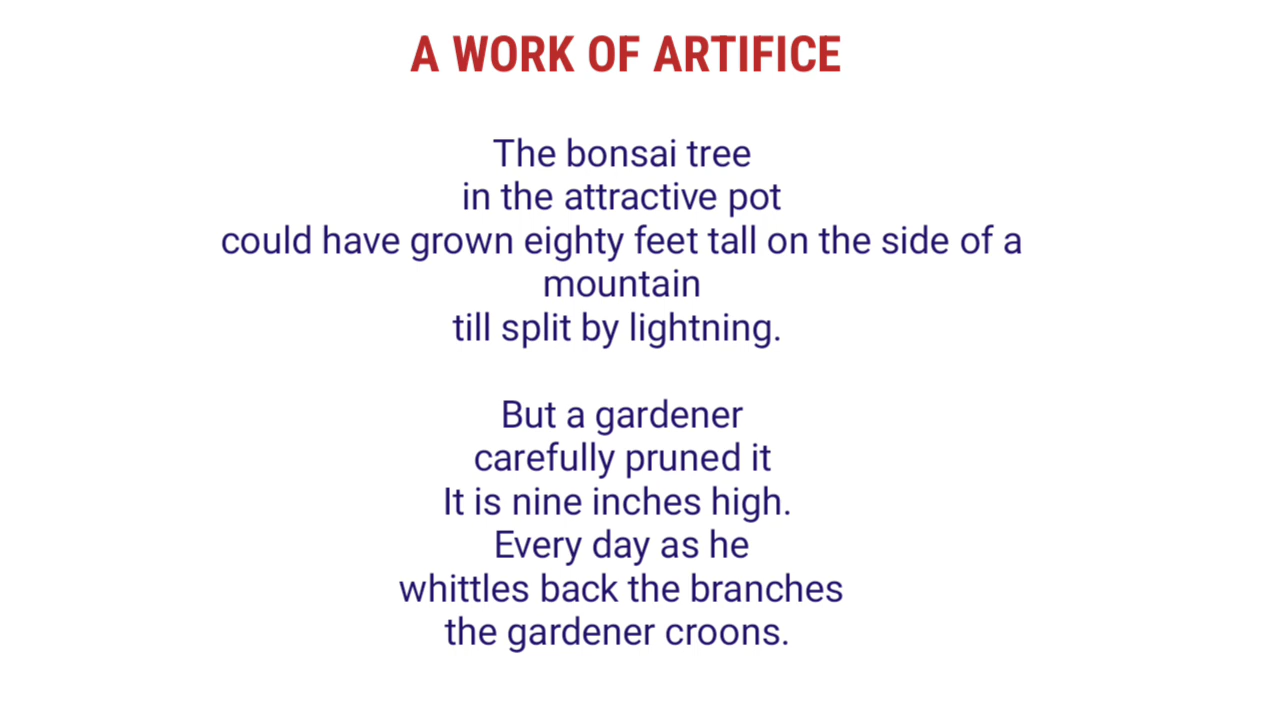 A WORK OF ARTIFICE
The bonsai tree
in the attractive pot
could have grown eighty feet tall on the side of a
mountain
till split by lightning.
But a gardener
carefully pruned it
It is nine inches high.
Every day as he
whittles back the branches
the gardener croons.